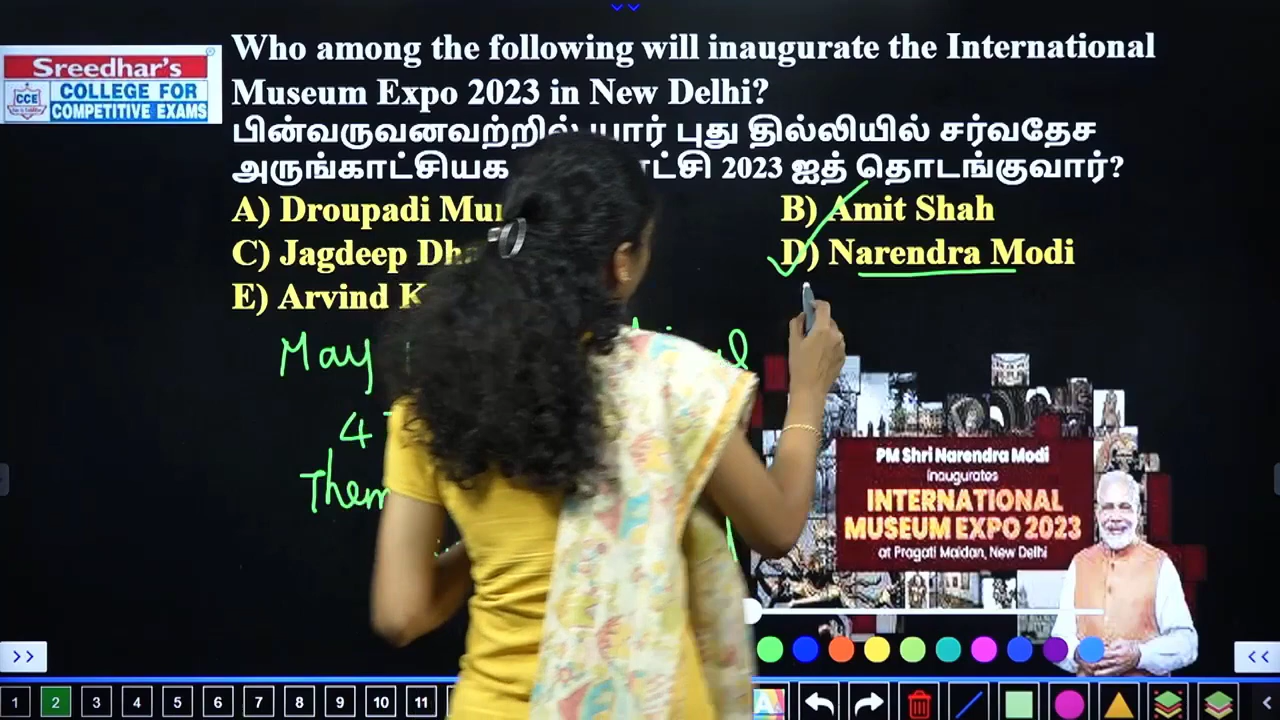 Sreedhar's
CCE
COLLEGE FOR
COMPETITIVE EXAMS
Who among the following will inaugurate the International
Museum Expo 2023 in New Delhi?
பின்வருவனவற்றில் யார் புது தில்லியில் சர்வதேச
அருங்காட்சியக 2023 ஐத் தொடங்குவார்?
A) Droupadi
B) Amit Shah
C) Jagdeep
D) Narendra Modi
E) Arvind
May
4
PM Shri Narendra Modi
inaugurates
INTERNATIONAL
MUSEUM EXPO 2023
at Pragati Maidan, New Delhi
>> <<
1 2 3 4 5 6 7 8 9 10 11 A